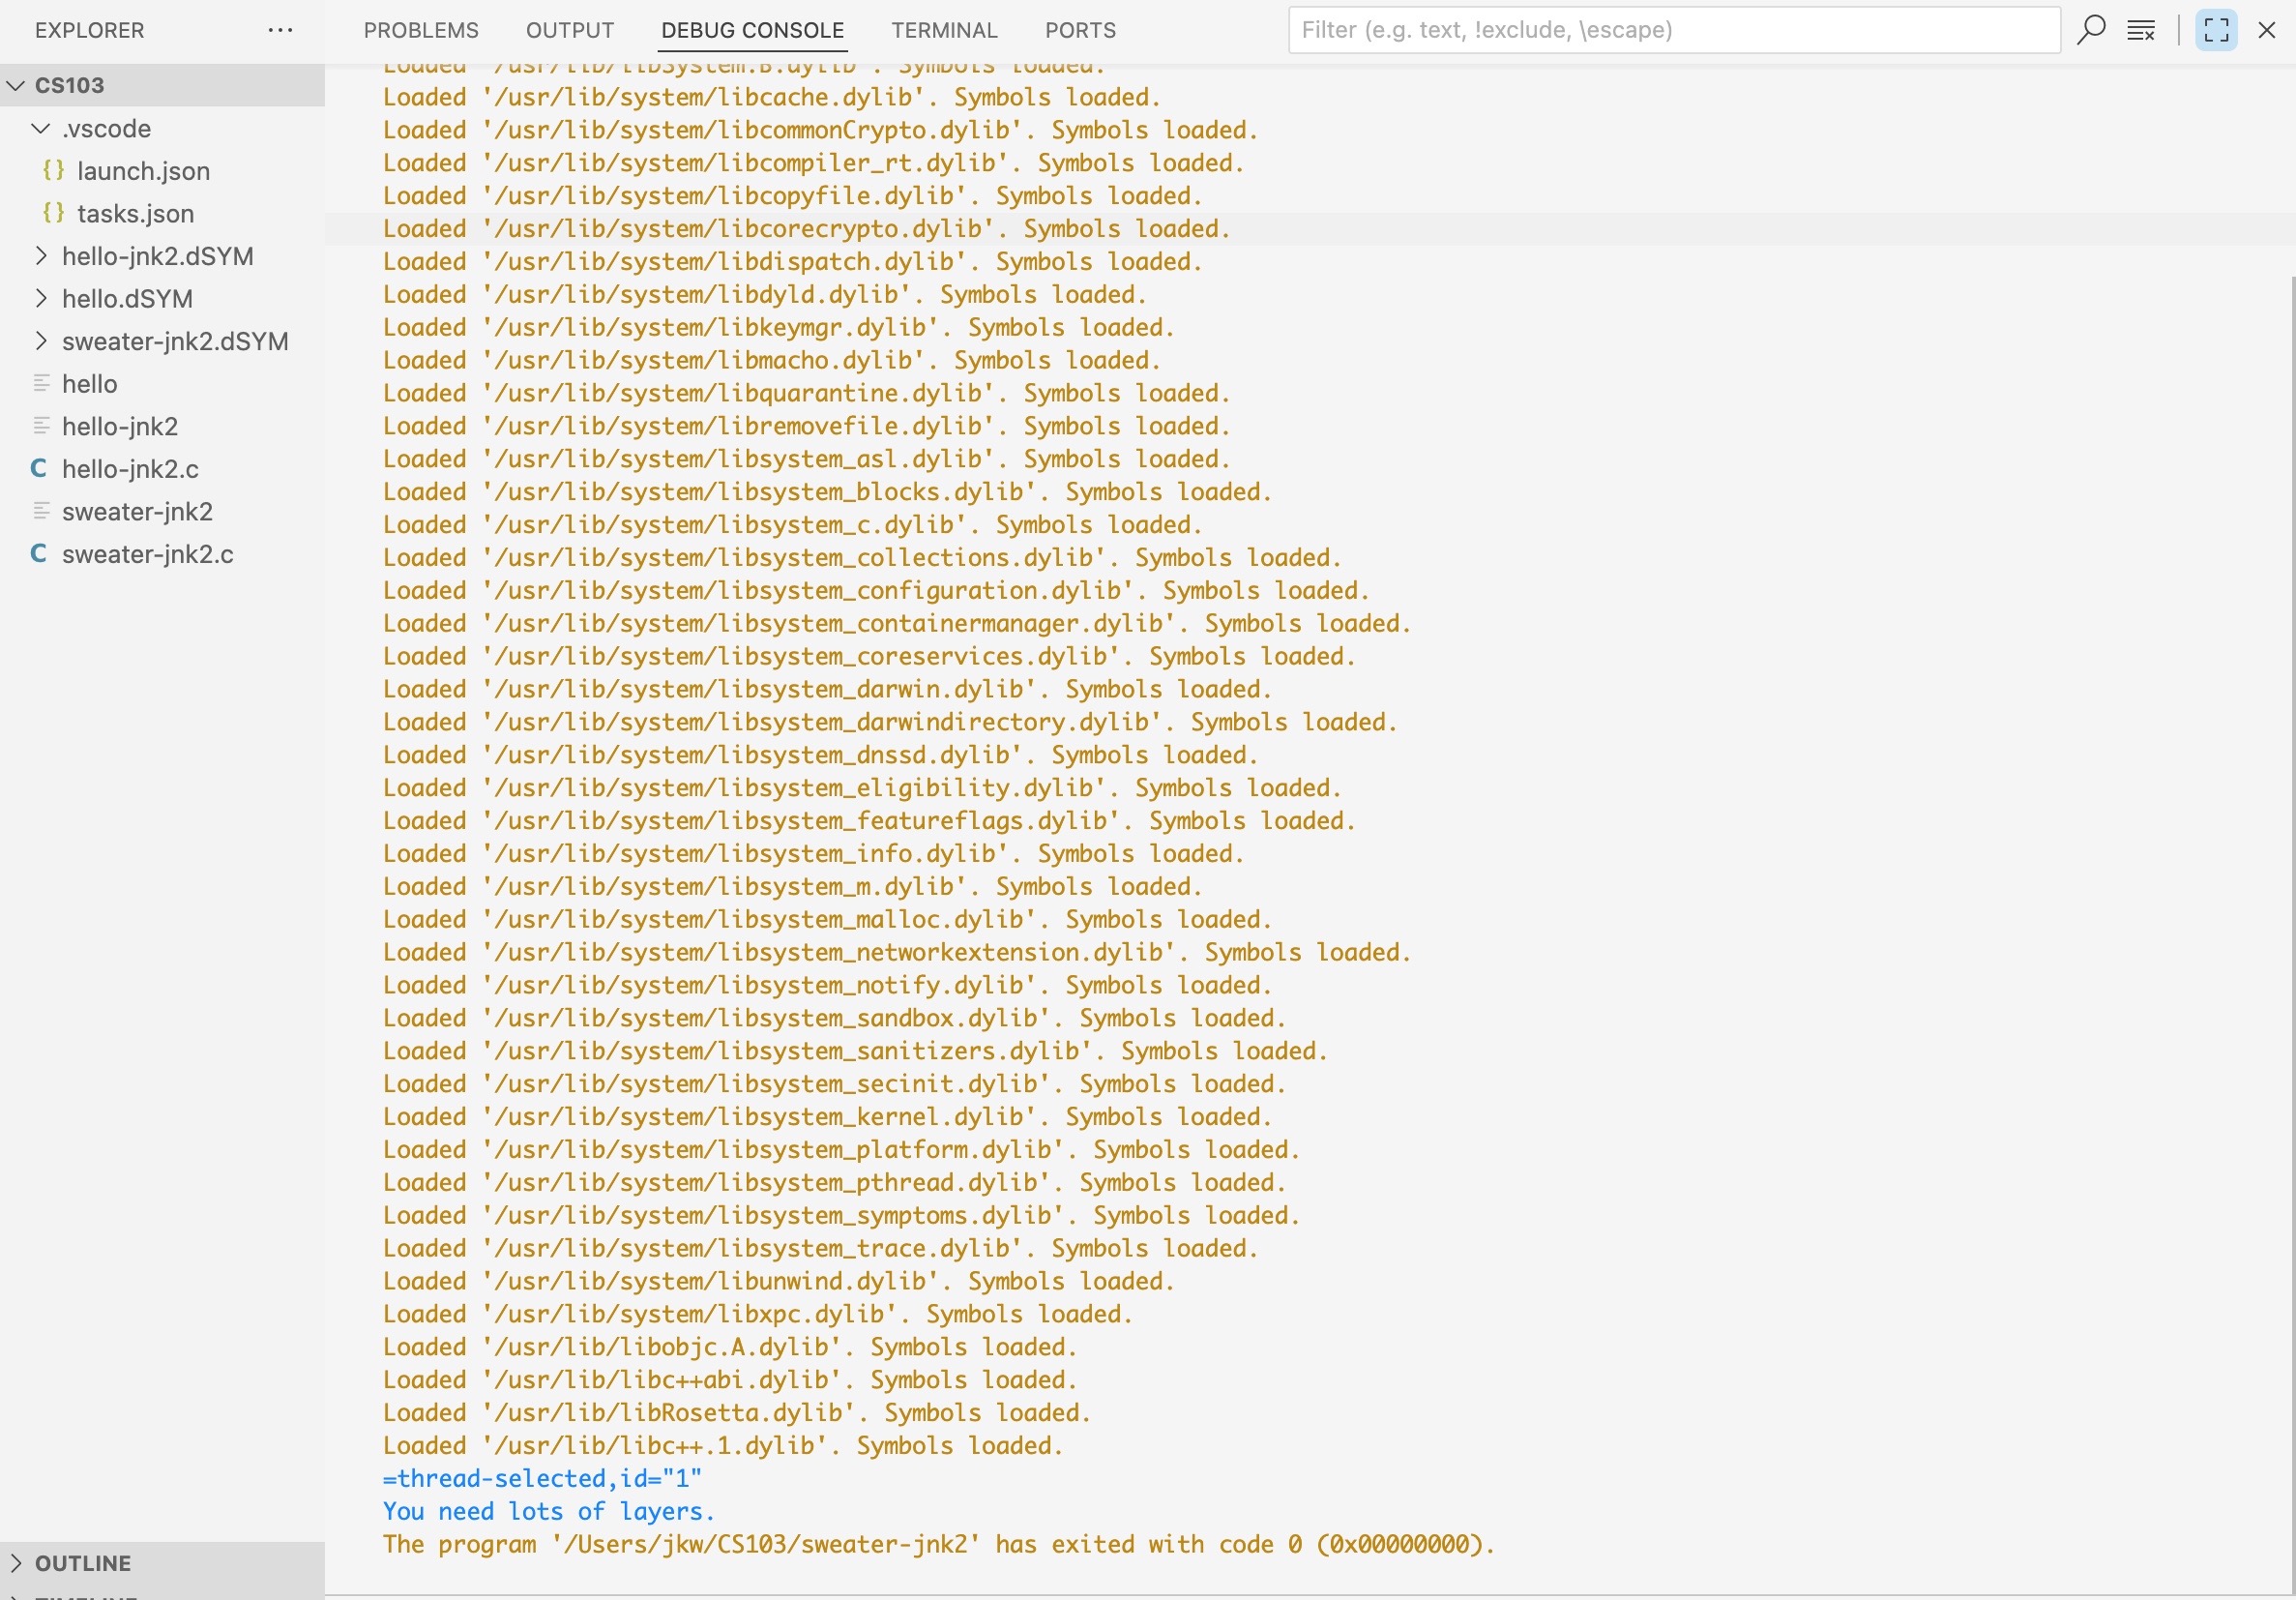 EXPLORER
PROBLEMS OUTPUT DEBUG CONSOLE TERMINAL PORTS
Filter (e.g. text, !exclude, \escape)
CS103
.vscode
launch.json
tasks.json
hello-jnk2.dSYM
hello.dSYM
sweater-jnk2.dSYM
hello
hello-jnk2
C hello-jnk2.c
sweater-jnk2
C sweater-jnk2.c
OUTLINE
TIMELINE
Loaded '/usr/lib/libSystem.B.dylib'. Symbols loaded.
Loaded '/usr/lib/system/libcache.dylib'. Symbols loaded.
Loaded '/usr/lib/system/libcommonCrypto.dylib'. Symbols loaded.
Loaded '/usr/lib/system/libcompiler_rt.dylib'. Symbols loaded.
Loaded '/usr/lib/system/libcopyfile.dylib'. Symbols loaded.
Loaded '/usr/lib/system/libcorecrypto.dylib'. Symbols loaded.
Loaded '/usr/lib/system/libdispatch.dylib'. Symbols loaded.
Loaded '/usr/lib/system/libdyld.dylib'. Symbols loaded.
Loaded '/usr/lib/system/libkeymgr.dylib'. Symbols loaded.
Loaded '/usr/lib/system/libmacho.dylib'. Symbols loaded.
Loaded '/usr/lib/system/libquarantine.dylib'. Symbols loaded.
Loaded '/usr/lib/system/libremovefile.dylib'. Symbols loaded.
Loaded '/usr/lib/system/libsystem_asl.dylib'. Symbols loaded.
Loaded '/usr/lib/system/libsystem_blocks.dylib'. Symbols loaded.
Loaded '/usr/lib/system/libsystem_c.dylib'. Symbols loaded.
Loaded '/usr/lib/system/libsystem_collections.dylib'. Symbols loaded.
Loaded '/usr/lib/system/libsystem_configuration.dylib'. Symbols loaded.
Loaded '/usr/lib/system/libsystem_containermanager.dylib'. Symbols loaded.
Loaded '/usr/lib/system/libsystem_coreservices.dylib'. Symbols loaded.
Loaded '/usr/lib/system/libsystem_darwin.dylib'. Symbols loaded.
Loaded '/usr/lib/system/libsystem_darwindirectory.dylib'. Symbols loaded.
Loaded '/usr/lib/system/libsystem_dnssd.dylib'. Symbols loaded.
Loaded '/usr/lib/system/libsystem_eligibility.dylib'. Symbols loaded.
Loaded '/usr/lib/system/libsystem_featureflags.dylib'. Symbols loaded.
Loaded '/usr/lib/system/libsystem_info.dylib'. Symbols loaded.
Loaded '/usr/lib/system/libsystem_m.dylib'. Symbols loaded.
Loaded '/usr/lib/system/libsystem_malloc.dylib'. Symbols loaded.
Loaded '/usr/lib/system/libsystem_networkextension.dylib'. Symbols loaded.
Loaded '/usr/lib/system/libsystem_notify.dylib'. Symbols loaded.
Loaded '/usr/lib/system/libsystem_sandbox.dylib'. Symbols loaded.
Loaded '/usr/lib/system/libsystem_sanitizers.dylib'. Symbols loaded.
Loaded '/usr/lib/system/libsystem_secinit.dylib'. Symbols loaded.
Loaded '/usr/lib/system/libsystem_kernel.dylib'. Symbols loaded.
Loaded '/usr/lib/system/libsystem_platform.dylib'. Symbols loaded.
Loaded '/usr/lib/system/libsystem_pthread.dylib'. Symbols loaded.
Loaded '/usr/lib/system/libsystem_symptoms.dylib'. Symbols loaded.
Loaded '/usr/lib/system/libsystem_trace.dylib'. Symbols loaded.
Loaded '/usr/lib/system/libunwind.dylib'. Symbols loaded.
Loaded '/usr/lib/system/libxpc.dylib'. Symbols loaded.
Loaded '/usr/lib/libobjc.A.dylib'. Symbols loaded.
Loaded '/usr/lib/libc++abi.dylib'. Symbols loaded.
Loaded '/usr/lib/libRosetta.dylib'. Symbols loaded.
Loaded '/usr/lib/libc++.1.dylib'. Symbols loaded.
=thread-selected,id="1"
You need lots of layers.
The program '/Users/jkw/CS103/sweater-jnk2' has exited with code 0 (0x00000000).